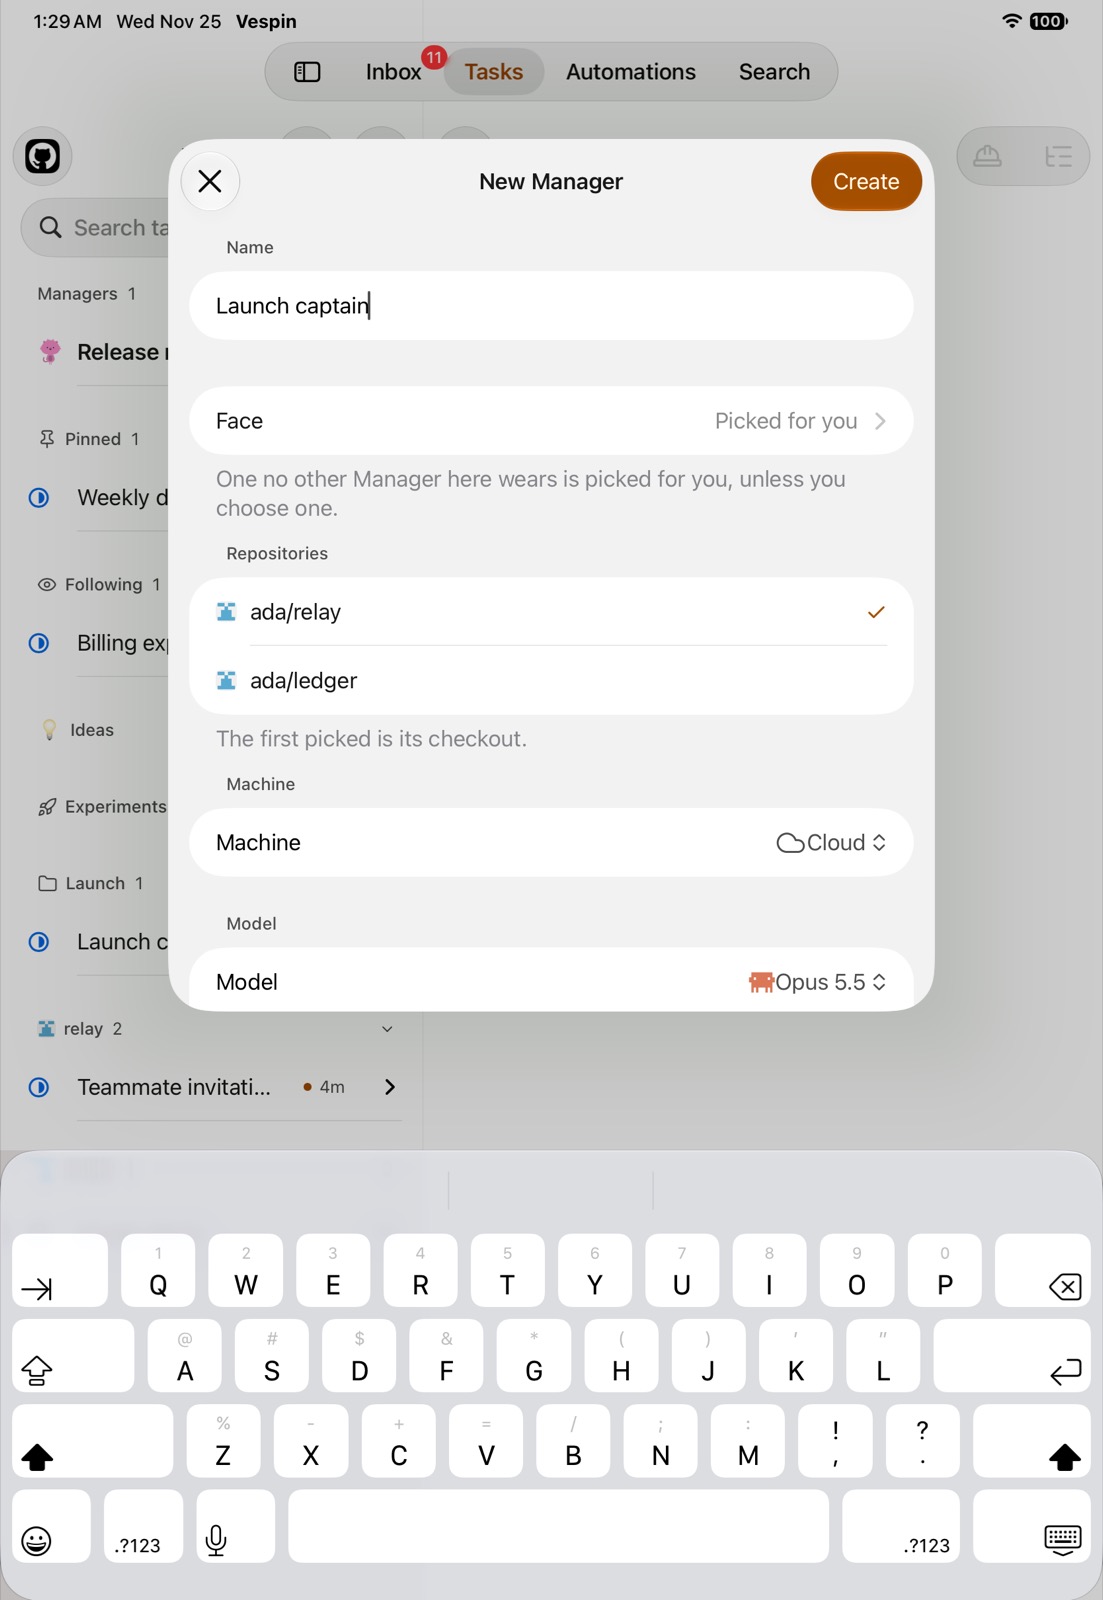 1:29 AM Wed Nov 25 Vespin
100
Inbox
11
Tasks
Automations
Search
New Manager
Create
Name
Launch captain
Face
Picked for you
One no other Manager here wears is picked for you, unless you
choose one.
Repositories
ada/relay
ada/ledger
The first picked is its checkout.
Machine
Machine
Cloud
Model
Model
Opus 5.5
Search
Managers 1
Release
Pinned 1
Weekly
Following 1
Billing
Ideas
Experiments
Launch 1
Launch
relay 2
Teammate invitati...
4m
1 2 3 4 5 6 7 8 9 0
Q W E R T Y U I O P
@ # $ & * ( ) ' "
A S D F G H J K L
% - + = / ; : ! ?
Z X C V B N M , .
.?123
.?123